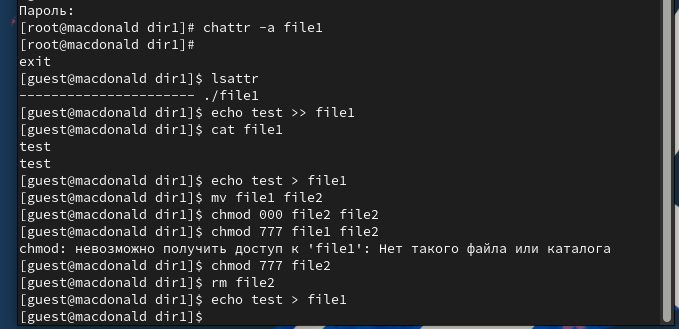 Пароль:
[root@macdonald dir1]# chattr -a file1
[root@macdonald dir1]#
exit
[guest@macdonald dir1]$ lsattr
---------------------- ./file1
[guest@macdonald dir1]$ echo test >> file1
[guest@macdonald dir1]$ cat file1
test
test
[guest@macdonald dir1]$ echo test > file1
[guest@macdonald dir1]$ mv file1 file2
[guest@macdonald dir1]$ chmod 000 file2 file2
[guest@macdonald dir1]$ chmod 777 file1 file2
chmod: невозможно получить доступ к 'file1': Нет такого файла или каталога
[guest@macdonald dir1]$ chmod 777 file2
[guest@macdonald dir1]$ rm file2
[guest@macdonald dir1]$ echo test > file1
[guest@macdonald dir1]$